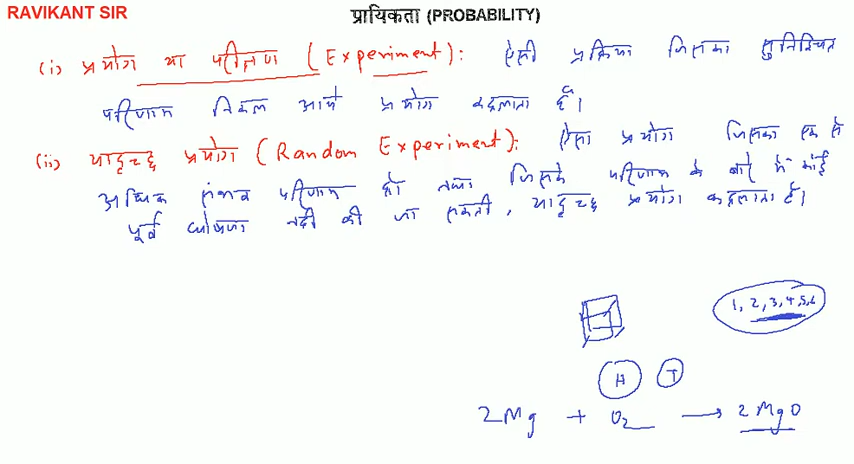 RAVIKANT SIR
प्रायिकता (PROBABILITY)
(i) प्रयोग या परीक्षण (Experiment): ऐसी प्रक्रिया जिसका सुनिश्चित
परिणाम निकल आये प्रयोग कहलाता है।
(ii) यादृच्छ प्रयोग (Random Experiment): ऐसा प्रयोग जिसका एक से
अधिक संभव परिणाम हो तथा जिसके परिणाम के बारे में कोई
पूर्व घोषणा नहीं की जा सकती, यादृच्छ प्रयोग कहलाता है।
1, 2, 3, 4, 5, 6
H T
2Mg + O₂ → 2MgO